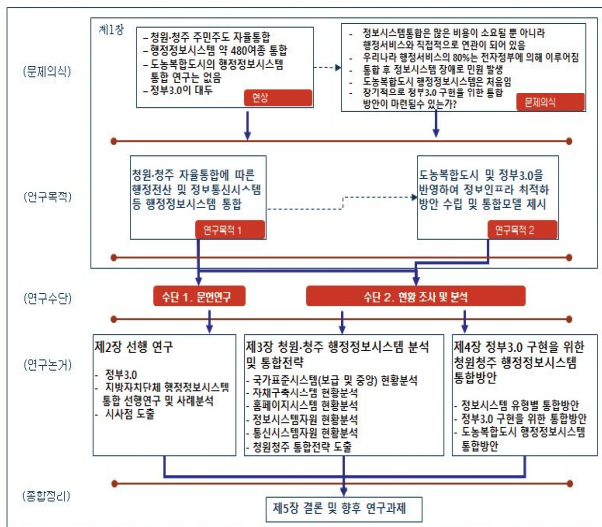 제1장
(문제의식)
– 청원·청주 주민주도 자율통합
– 행정정보시스템 약 480여종 통합
– 도농복합도시의 행정정보시스템
통합 연구는 없음
– 정부3.0이 대두
현상
- 정보시스템통합은 많은 비용이 소요될 뿐 아니라
행정서비스와 직접적으로 연관이 되어 있음
- 우리나라 행정서비스의 80%는 전자정부에 의해 이루어짐
- 통합 후 정보시스템 장애로 민원 발생
- 도농복합도시 행정정보시스템은 처음임
- 장기적으로 정부3.0 구현을 위한 통합
방안이 마련될수 있는가?
문제의식
(연구목적)
청원·청주 자율통합에 따른
행정전산 및 정보통신시스템
등 행정정보시스템 통합
연구목적 1
도농복합도시 및 정부3.0을
반영하여 정보인프라 최적화
방안 수립 및 통합모델 제시
연구목적 2
(연구수단)
수단 1. 문헌연구
수단 2. 현황 조사 및 분석
(연구논거)
제2장 선행 연구
- 정부3.0
- 지방자치단체 행정정보시스템
통합 선행연구 및 사례분석
- 시사점 도출
제3장 청원·청주 행정정보시스템 분석
및 통합전략
- 국가표준시스템(보급 및 중앙) 현황분석
- 자체구축시스템 현황분석
- 홈페이지시스템 현황분석
- 정보시스템자원 현황분석
- 통신시스템자원 현황분석
- 청원청주 통합전략 도출
제4장 정부3.0 구현을 위한
청원청주 행정정보시스템
통합방안
- 정보시스템 유형별 통합방안
- 정부3.0 구현을 위한 통합방안
- 도농복합도시 행정정보시스템
통합방안
(종합정리)
제5장 결론 및 향후 연구과제